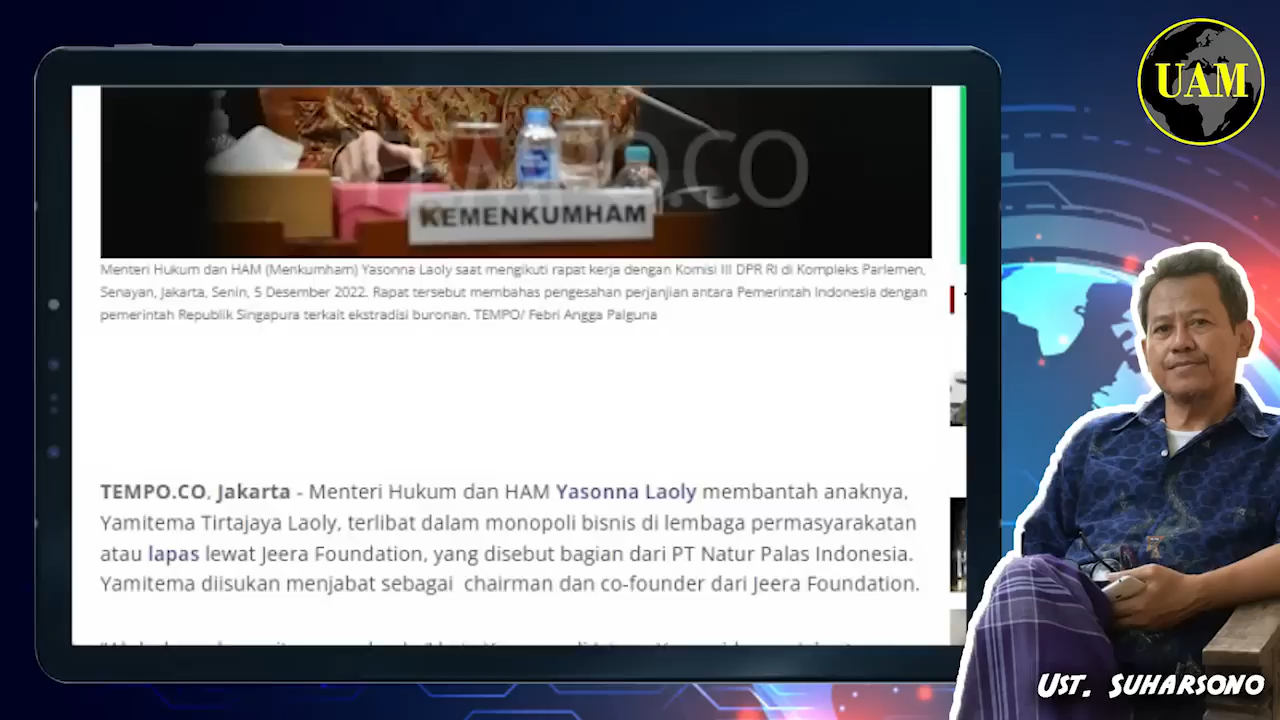 UAM
TEMPO.CO
KEMENKUMHAM
Menteri Hukum dan HAM (Menkumham) Yasonna Laoly saat mengikuti rapat kerja dengan Komisi III DPR RI di Kompleks Parlemen,
Senayan, Jakarta, Senin, 5 Desember 2022. Rapat tersebut membahas pengesahan perjanjian antara Pemerintah Indonesia dengan
pemerintah Republik Singapura terkait ekstradisi buronan. TEMPO/ Febri Angga Palguna
TEMPO.CO, Jakarta - Menteri Hukum dan HAM Yasonna Laoly membantah anaknya,
Yamitema Tirtajaya Laoly, terlibat dalam monopoli bisnis di lembaga permasyarakatan
atau lapas lewat Jeera Foundation, yang disebut bagian dari PT Natur Palas Indonesia.
Yamitema diisukan menjabat sebagai chairman dan co-founder dari Jeera Foundation.
UST. SUHARSONO